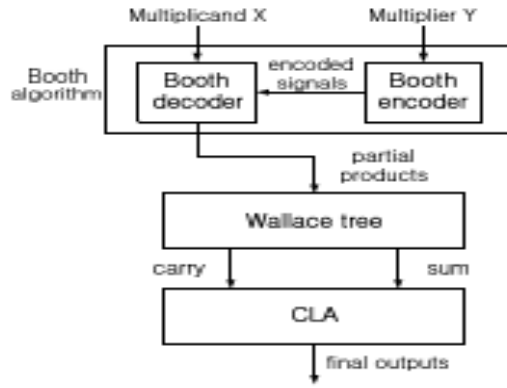 Multiplicand X
Multiplier Y
Booth
algorithm
Booth
decoder
encoded
signals
Booth
encoder
partial
products
Wallace tree
carry
sum
CLA
final outputs